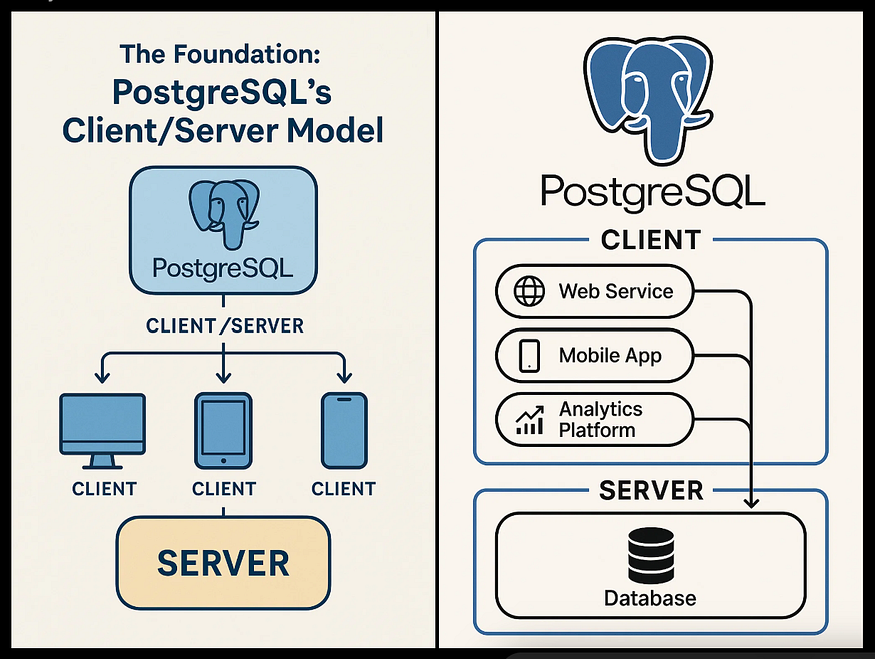 The Foundation:
PostgreSQL's
Client/Server Model
PostgreSQL
CLIENT/SERVER
CLIENT
CLIENT
CLIENT
SERVER
PostgreSQL
CLIENT
Web Service
Mobile App
Analytics
Platform
SERVER
Database